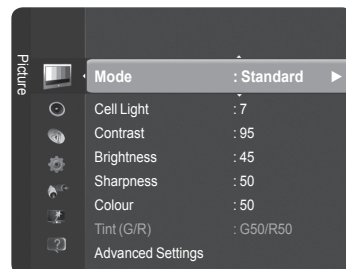 Picture
Mode : Standard
Cell Light : 7
Contrast : 95
Brightness : 45
Sharpness : 50
Colour : 50
Tint (G/R) : G50/R50
Advanced Settings